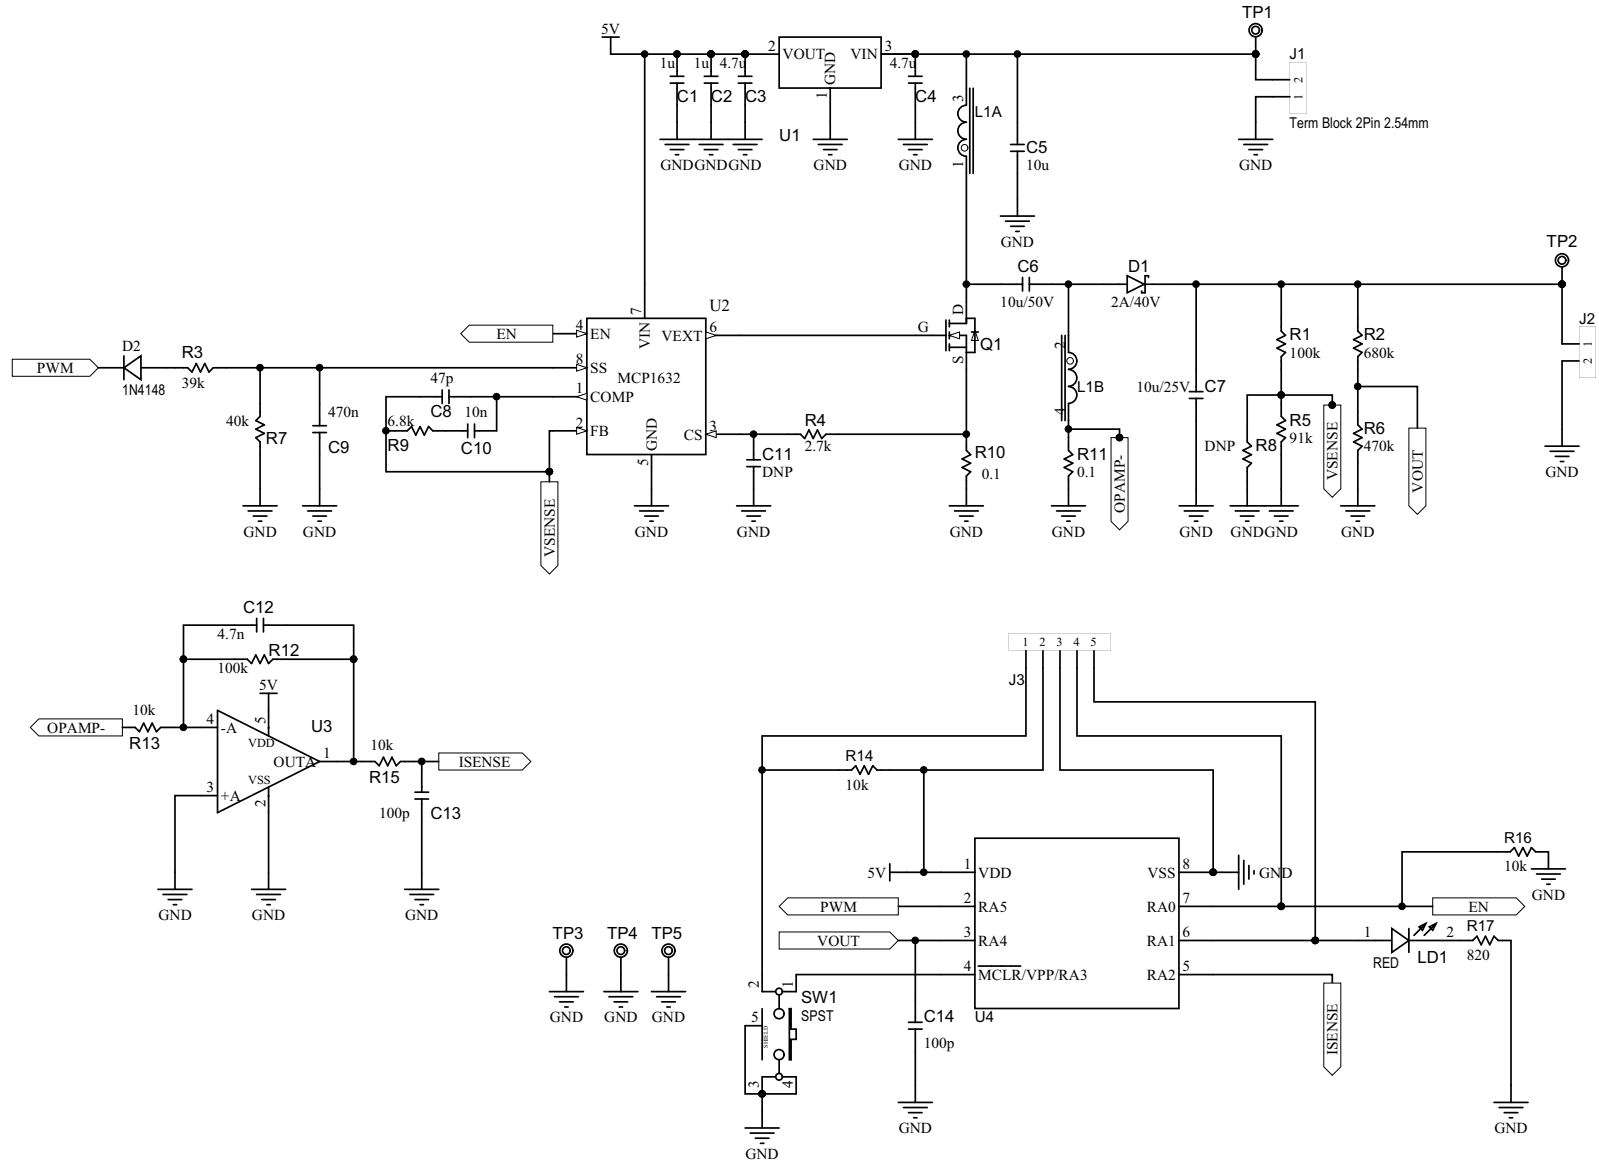 TP1
5V
2 VOUT VIN 3
GND
1
1u 1u 4.7u 4.7u
C1 C2 C3 C4
U1
GND GND GND GND GND
3
L1A
1
C5
10u
GND
J1
2
1
Term Block 2Pin 2.54mm
GND
TP2
C6
10u/50V
D1
2A/40V
U2
7
VIN
EN 4 EN
VEXT 6
G
D
S
Q1
PWM
D2
1N4148
R3
39k
8 SS
MCP1632
1 COMP
2 FB
CS 3
GND
5
GND
47p
C8
10n
C10
6.8k
R9
40k
R7
470n
C9
GND GND
VSENSE
C11
DNP
GND
R4
2.7k
R10
0.1
GND
2
L1B
4
R11
0.1
GND
OPAMP-
10u/25V C7
GND
R1
100k
R5
91k
DNP R8
GND GND
VSENSE
R2
680k
R6
470k
GND
VOUT
J2
1
2
GND
C12
4.7n
R12
100k
5V
OPAMP-
10k
R13
4 -A
5
VDD
U3
OUTA 1
VSS
2
3 +A
10k
R15
ISENSE
100p C13
GND GND GND
1 2 3 4 5
J3
R14
10k
5V
1 VDD
VSS 8
GND
PWM 2 RA5
RA0 7
EN
R16
10k
GND
VOUT 3 RA4
RA1 6
1 2
RED LD1
R17
820
4 MCLR/VPP/RA3
RA2 5
U4
ISENSE
GND
TP3 TP4 TP5
GND GND GND
2 1
SW1
SPST
5
SHIELD
3 4
GND
C14
100p
GND